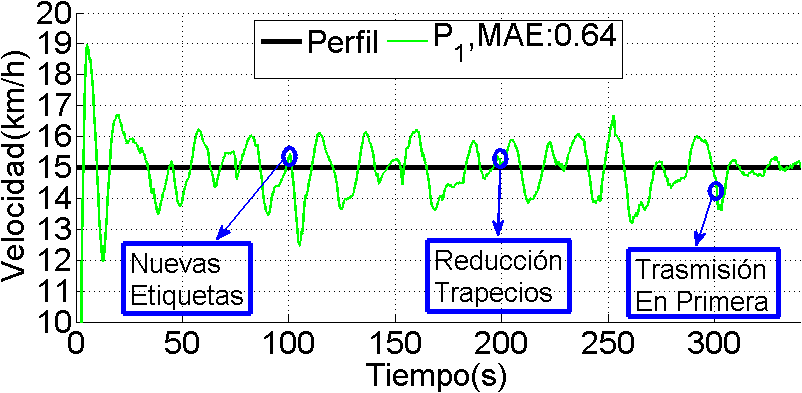 20
19
18
17
16
15
14
13
12
11
10
Velocidad(km/h)
Perfil P1,MAE:0.64
Nuevas
Etiquetas
Reducción
Trapecios
Trasmisión
En Primera
0 50 100 150 200 250 300
Tiempo(s)